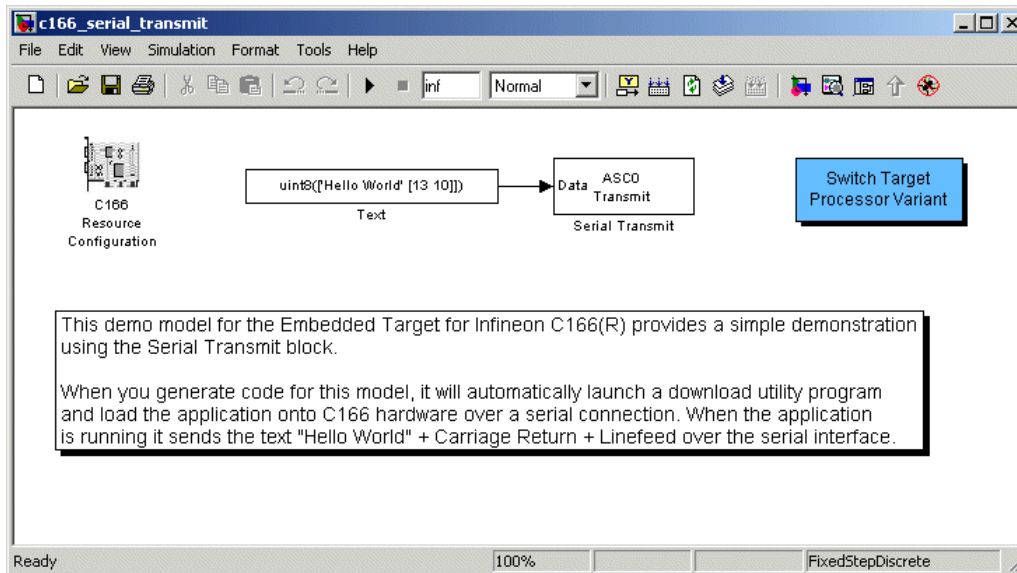 c166_serial_transmit
File Edit View Simulation Format Tools Help
inf Normal
C166
Resource
Configuration
uint8(['Hello World' [13 10]])
Text
Data ASC0
Transmit
Serial Transmit
Switch Target
Processor Variant
This demo model for the Embedded Target for Infineon C166(R) provides a simple demonstration
using the Serial Transmit block.
When you generate code for this model, it will automatically launch a download utility program
and load the application onto C166 hardware over a serial connection. When the application
is running it sends the text "Hello World" + Carriage Return + Linefeed over the serial interface.
Ready 100% FixedStepDiscrete